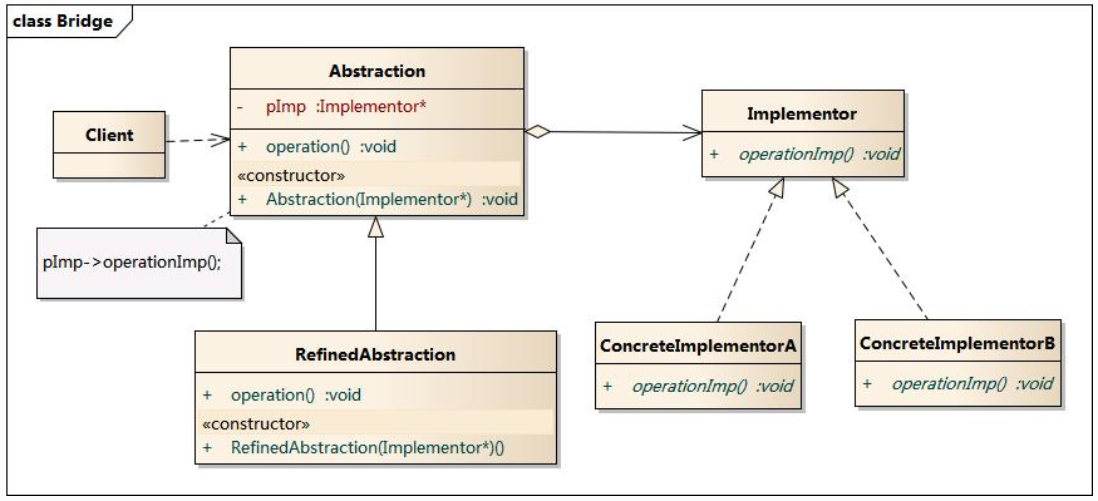 class Bridge
Abstraction
- pImp :Implementor*
+ operation() :void
«constructor»
+ Abstraction(Implementor*) :void
Client
Implementor
+ operationImp() :void
pImp->operationImp();
RefinedAbstraction
+ operation() :void
«constructor»
+ RefinedAbstraction(Implementor*)()
ConcreteImplementorA
+ operationImp() :void
ConcreteImplementorB
+ operationImp() :void